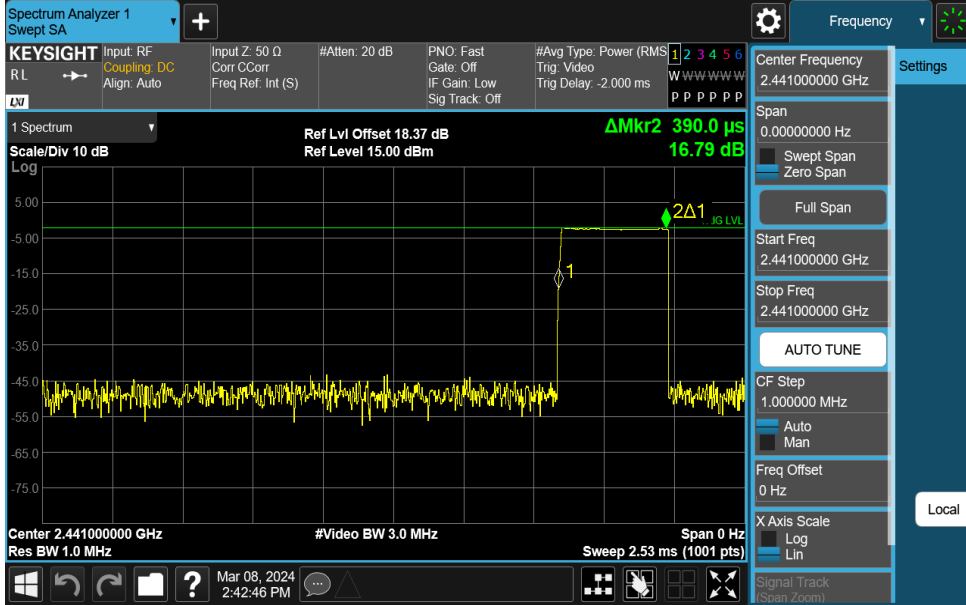 Spectrum Analyzer 1
Swept SA
+
Frequency
KEYSIGHT
R L
LXI
Input: RF
Coupling: DC
Align: Auto
Input Z: 50 Ω
Corr CCorr
Freq Ref: Int (S)
#Atten: 20 dB
PNO: Fast
Gate: Off
IF Gain: Low
Sig Track: Off
#Avg Type: Power (RMS
Trig: Video
Trig Delay: -2.000 ms
1 2 3 4 5 6
W W W W W W
P P P P P P
1 Spectrum
Scale/Div 10 dB
Log
Ref Lvl Offset 18.37 dB
Ref Level 15.00 dBm
ΔMkr2 390.0 µs
16.79 dB
5.00
-5.00
-15.0
-25.0
-35.0
-45.0
-55.0
-65.0
-75.0
2Δ1
IG LVL
1
Center 2.441000000 GHz
#Video BW 3.0 MHz
Span 0 Hz
Res BW 1.0 MHz
Sweep 2.53 ms (1001 pts)
?
Mar 08, 2024
2:42:46 PM
Center Frequency
2.441000000 GHz
Settings
Span
0.00000000 Hz
Swept Span
Zero Span
Full Span
Start Freq
2.441000000 GHz
Stop Freq
2.441000000 GHz
AUTO TUNE
CF Step
1.000000 MHz
Auto
Man
Freq Offset
0 Hz
Local
X Axis Scale
Log
Lin
Signal Track
(Span Zoom)